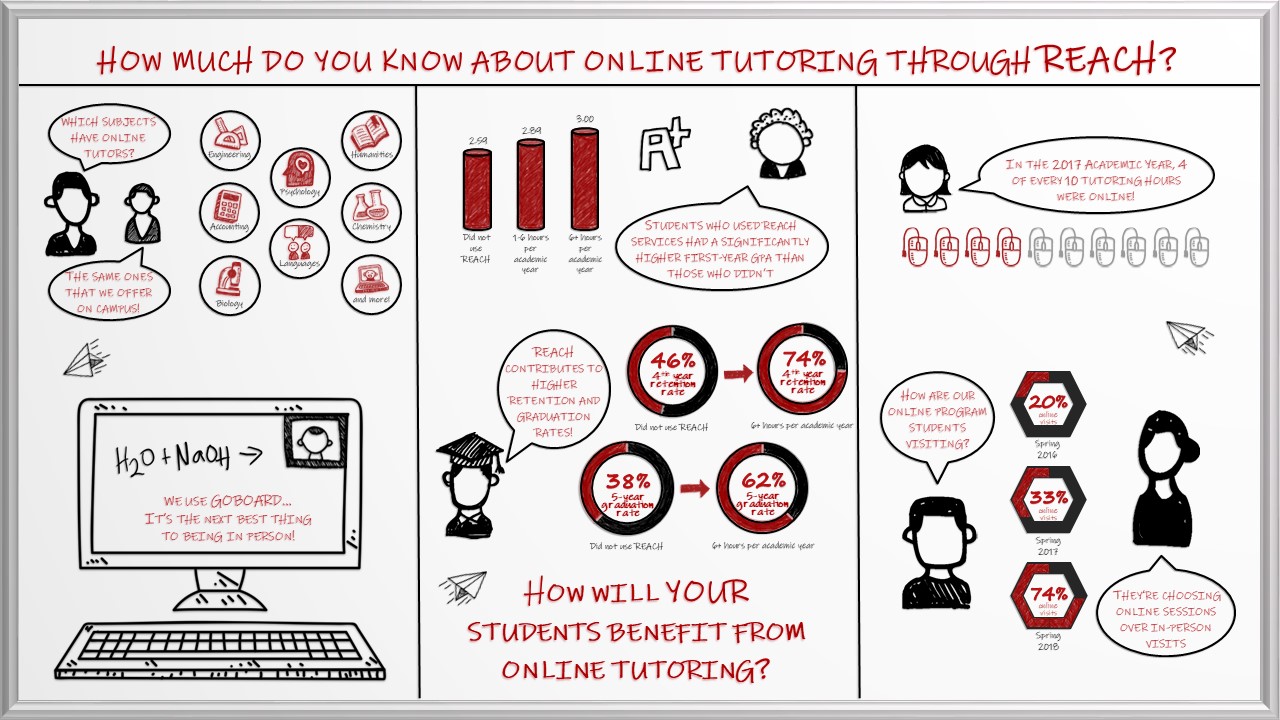 HOW MUCH DO YOU KNOW ABOUT ONLINE TUTORING THROUGH REACH?
WHICH SUBJECTS
HAVE ONLINE
TUTORS?
THE SAME ONES
THAT WE OFFER
ON CAMPUS!
Engineering
Humanities
Psychology
Accounting
Chemistry
Languages
Biology
and more!
H2O + NaOH →
WE USE GOBOARD...
IT'S THE NEXT BEST THING
TO BEING IN PERSON!
2.59
2.89
3.00
Did not
use
REACH
1-6 hours
per
academic
year
6+ hours
per
academic
year
A+
STUDENTS WHO USED REACH
SERVICES HAD A SIGNIFICANTLY
HIGHER FIRST-YEAR GPA THAN
THOSE WHO DIDN'T
REACH
CONTRIBUTES TO
HIGHER
RETENTION AND
GRADUATION
RATES!
46%
4th year
retention
rate
Did not use REACH
74%
4th year
retention
rate
6+ hours per academic year
38%
5-year
graduation
rate
Did not use REACH
62%
5-year
graduation
rate
6+ hours per academic year
HOW WILL YOUR
STUDENTS BENEFIT FROM
ONLINE TUTORING?
IN THE 2017 ACADEMIC YEAR, 4
OF EVERY 10 TUTORING HOURS
WERE ONLINE!
HOW ARE OUR
ONLINE PROGRAM
STUDENTS
VISITING?
20%
online
visits
Spring
2016
33%
online
visits
Spring
2017
74%
online
visits
Spring
2018
THEY'RE CHOOSING
ONLINE SESSIONS
OVER IN-PERSON
VISITS